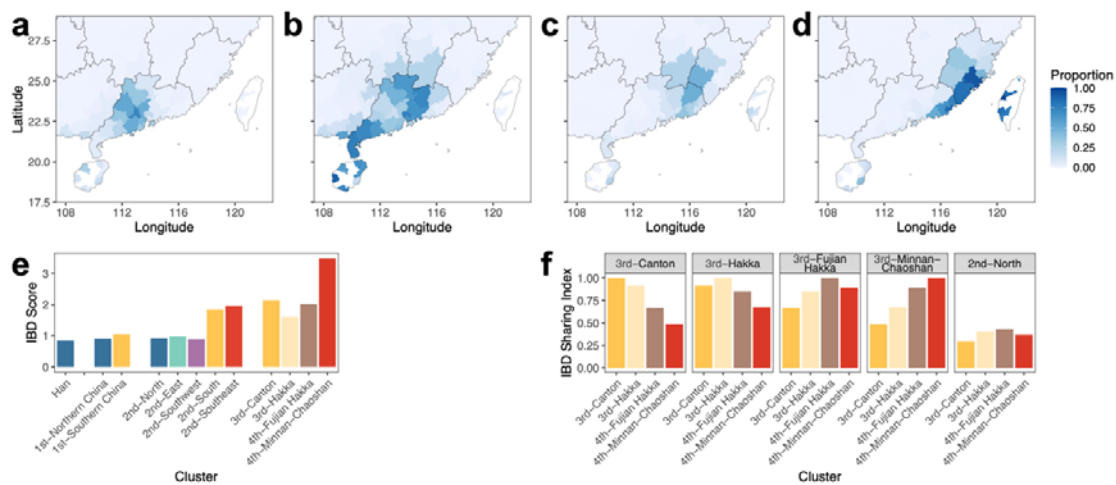 a
b
c
d
27.5
25.0
22.5
20.0
17.5
Latitude
108 112 116 120
Longitude
108 112 116 120
Longitude
108 112 116 120
Longitude
108 112 116 120
Longitude
Proportion
1.00
0.75
0.50
0.25
0.00
e
IBD Score
3
2
1
0
Han
1st-Northern China
1st-Southern China
2nd-North
2nd-East
2nd-Southwest
2nd-South
2nd-Southeast
3rd-Canton
3rd-Hakka
4th-Fujian Hakka
4th-Minnan-Chaoshan
Cluster
f
3rd-Canton
3rd-Hakka
3rd-Fujian
Hakka
3rd-Minnan-
Chaoshan
2nd-North
IBD Sharing Index
1.00
0.75
0.50
0.25
0.00
3rd-Canton
3rd-Hakka
4th-Fujian Hakka
4th-Minnan-Chaoshan
3rd-Canton
3rd-Hakka
4th-Fujian Hakka
4th-Minnan-Chaoshan
3rd-Canton
3rd-Hakka
4th-Fujian Hakka
4th-Minnan-Chaoshan
3rd-Canton
3rd-Hakka
4th-Fujian Hakka
4th-Minnan-Chaoshan
3rd-Canton
3rd-Hakka
4th-Fujian Hakka
4th-Minnan-Chaoshan
Cluster